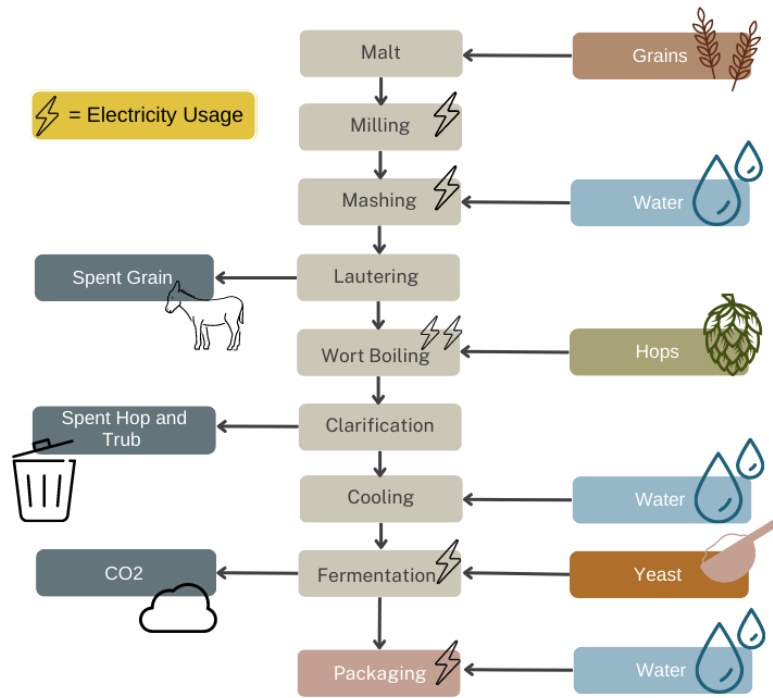 Malt
Grains
= Electricity Usage
Milling
Mashing
Water
Spent Grain
Lautering
Wort Boiling
Hops
Spent Hop and
Trub
Clarification
Cooling
Water
CO2
Fermentation
Yeast
Packaging
Water